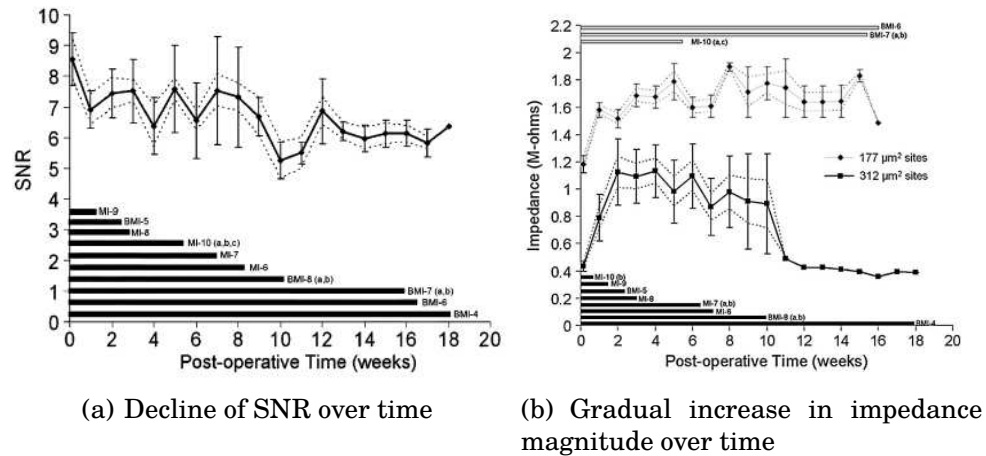 10
9
8
7
6
5
4
3
2
1
0
SNR
MI-9
BMI-5
MI-8
MI-10 (a,b,c)
MI-7
MI-6
BMI-8 (a,b)
BMI-7 (a,b)
BMI-6
BMI-4
0 2 4 6 8 10 12 14 16 18 20
Post-operative Time (weeks)
(a) Decline of SNR over time
2.2
2
1.8
1.6
1.4
1.2
1
0.8
0.6
0.4
0.2
0
Impedance (M-ohms)
BMI-6
BMI-7 (a,b)
MI-10 (a,c)
177 µm² sites
312 µm² sites
MI-10 (b)
MI-9
BMI-5
MI-8
MI-7 (a,b)
MI-6
BMI-8 (a,b)
BMI-4
0 2 4 6 8 10 12 14 16 18 20
Post-operative Time (weeks)
(b) Gradual increase in impedance
magnitude over time